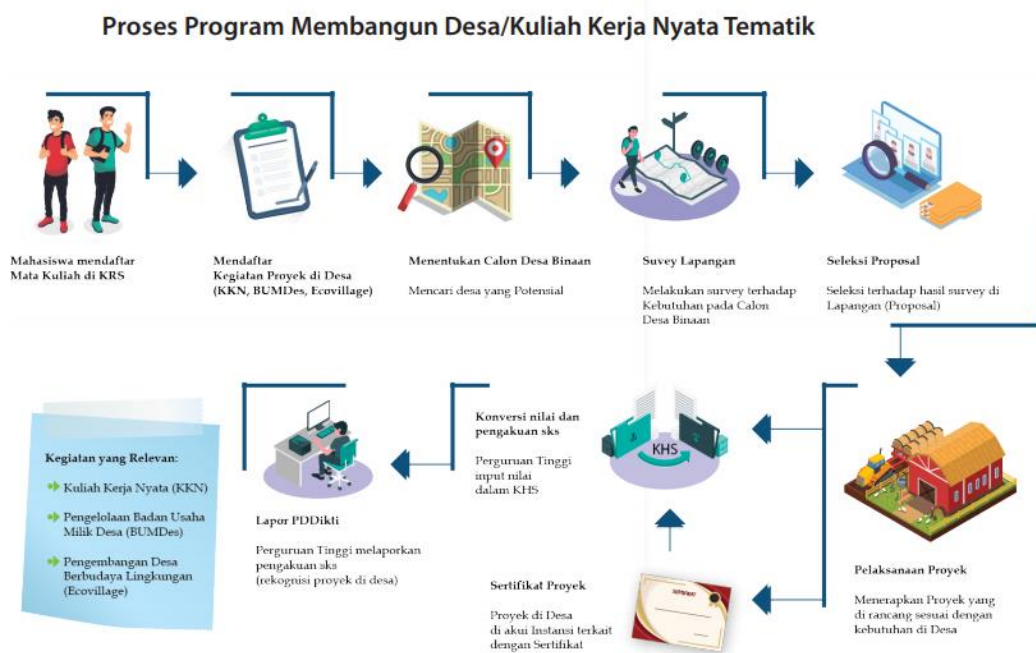 Proses Program Membangun Desa/Kuliah Kerja Nyata Tematik
Mahasiswa mendaftar
Mata Kuliah di KRS
Mendaftar
Kegiatan Proyek di Desa
(KKN, BUMDes, Ecovillage)
Menentukan Calon Desa Binaan
Mencari desa yang Potensial
Suvey Lapangan
Melakukan survey terhadap
Kebutuhan pada Calon
Desa Binaan
Seleksi Proposal
Seleksi terhadap hasil survey di
Lapangan (Proposal)
Pelaksanaan Proyek
Menerapkan Proyek yang
di rancang sesuai dengan
kebutuhan di Desa
Sertifikat Proyek
Proyek di Desa
di akui Instansi terkait
dengan Sertifikat
Konversi nilai dan
pengakuan sks
Perguruan Tinggi
input nilai
dalam KHS
KHS
Lapor PDDikti
Perguruan Tinggi melaporkan
pengakuan sks
(rekognisi proyek di desa)
Kegiatan yang Relevan:
Kuliah Kerja Nyata (KKN)
Pengelolaan Badan Usaha
Milik Desa (BUMDes)
Pengembangan Desa
Berbudaya Lingkungan
(Ecovillage)